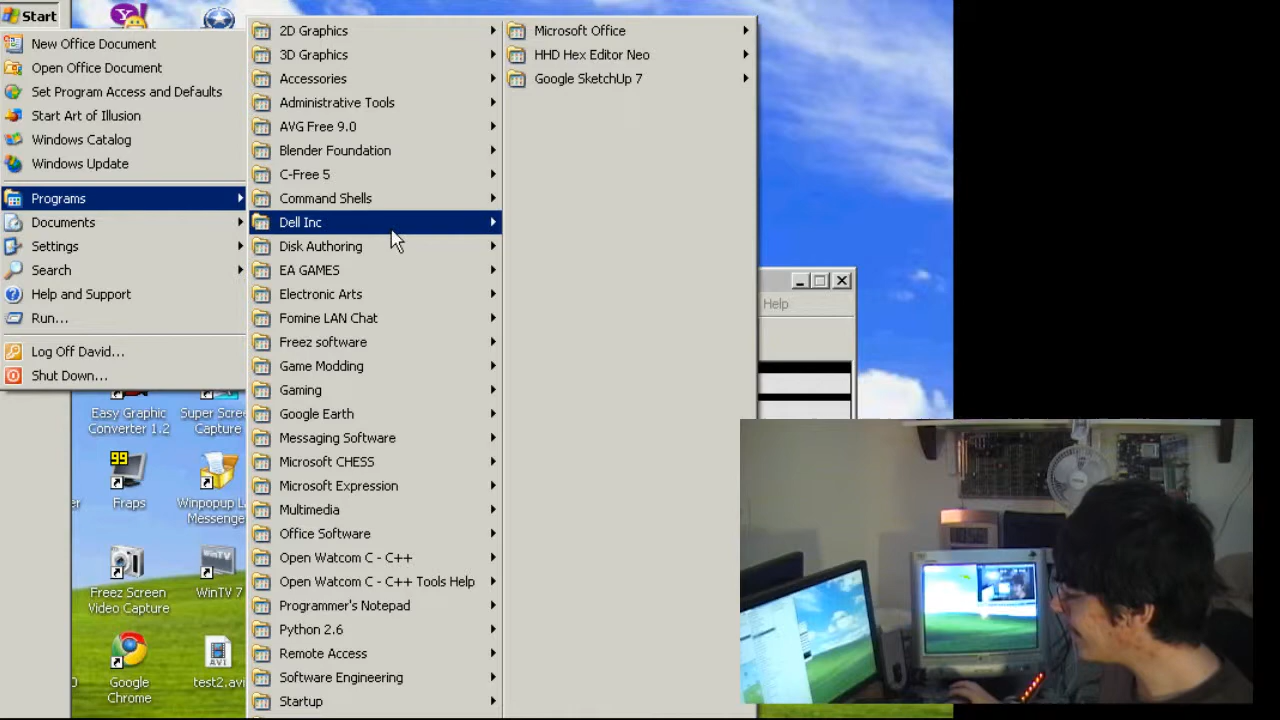 Start
New Office Document
Open Office Document
Set Program Access and Defaults
Start Art of Illusion
Windows Catalog
Windows Update
Programs
Documents
Settings
Search
Help and Support
Run...
Log Off David...
Shut Down...
2D Graphics
3D Graphics
Accessories
Administrative Tools
AVG Free 9.0
Blender Foundation
C-Free 5
Command Shells
Dell Inc
Disk Authoring
EA GAMES
Electronic Arts
Fomine LAN Chat
Freez software
Game Modding
Gaming
Google Earth
Messaging Software
Microsoft CHESS
Microsoft Expression
Multimedia
Office Software
Open Watcom C - C++
Open Watcom C - C++ Tools Help
Programmer's Notepad
Python 2.6
Remote Access
Software Engineering
Startup
Microsoft Office
HHD Hex Editor Neo
Google SketchUp 7
Help
Easy Graphic
Converter 1.2
Super Scree
Capture
99
Fraps
Winpopup L
Messenge
Freez Screen
Video Capture
WinTV 7
Google
Chrome
AVI
test2.avi